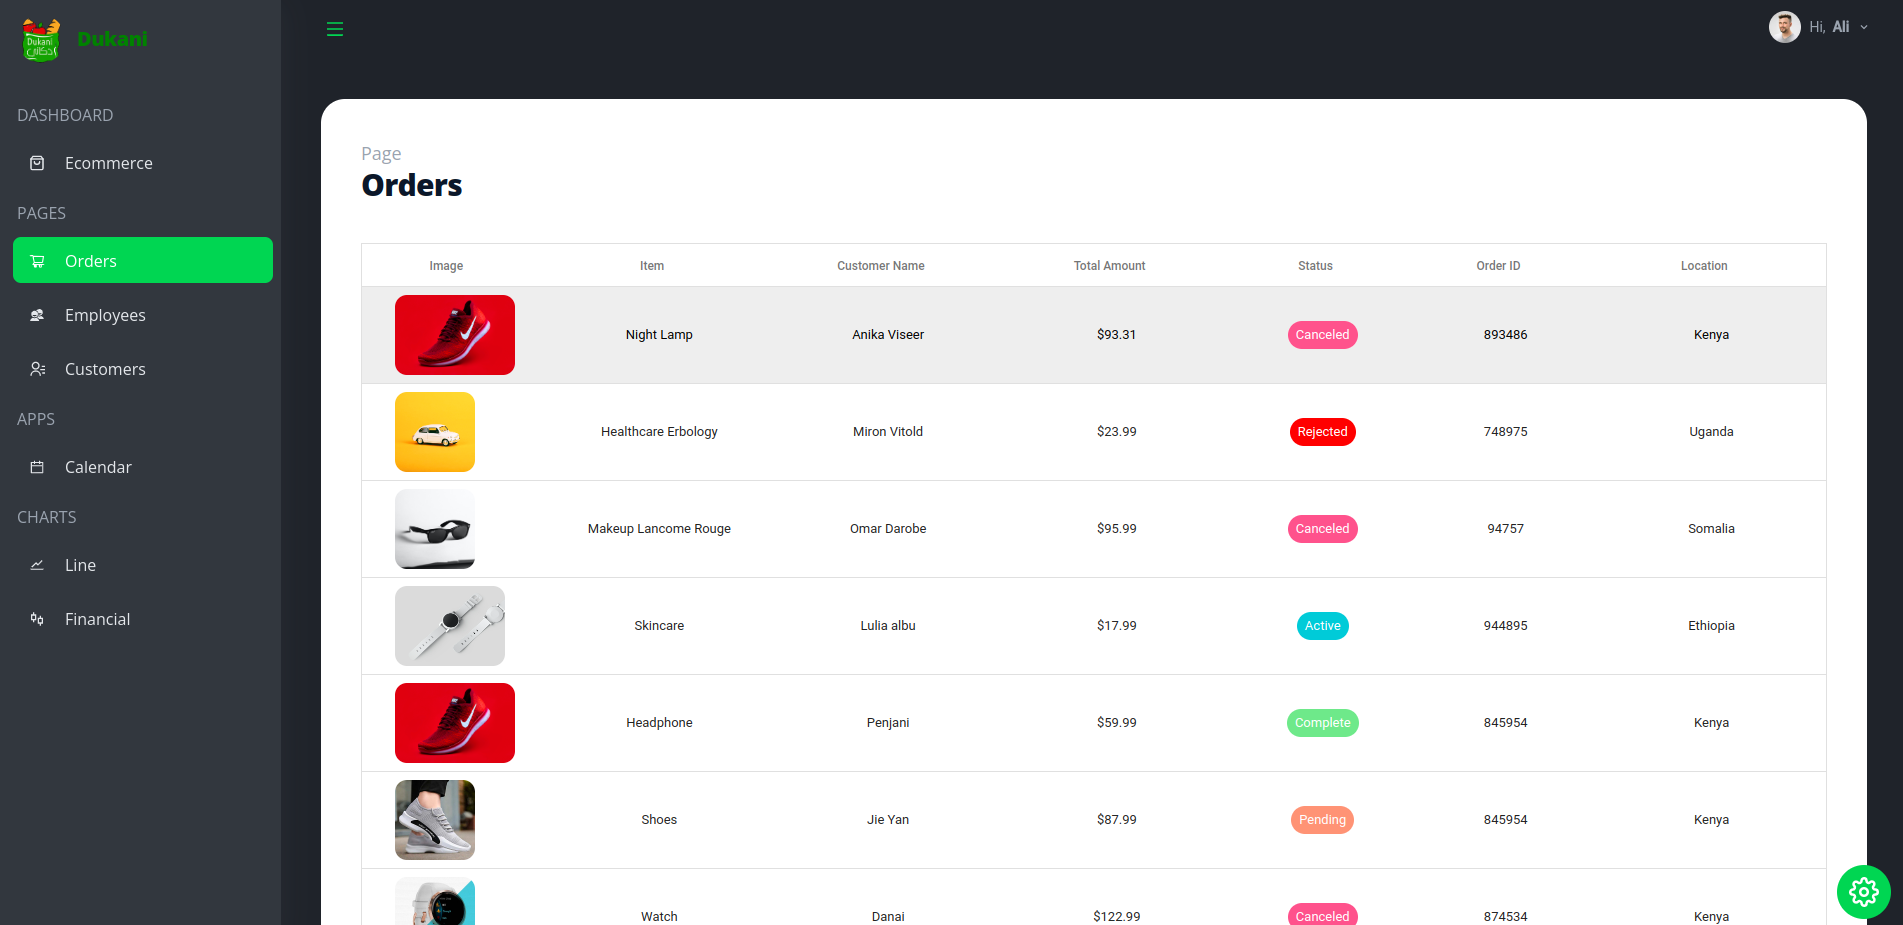 Dukani
دكاني
Dukani
Hi, Ali
DASHBOARD
Ecommerce
PAGES
Orders
Employees
Customers
APPS
Calendar
CHARTS
Line
Financial
Page
Orders
Image Item Customer Name Total Amount Status Order ID Location
Night Lamp Anika Viseer $93.31 Canceled 893486 Kenya
Healthcare Erbology Miron Vitold $23.99 Rejected 748975 Uganda
Makeup Lancome Rouge Omar Darobe $95.99 Canceled 94757 Somalia
Skincare Lulia albu $17.99 Active 944895 Ethiopia
Headphone Penjani $59.99 Complete 845954 Kenya
Shoes Jie Yan $87.99 Pending 845954 Kenya
Watch Danai $122.99 Canceled 874534 Kenya